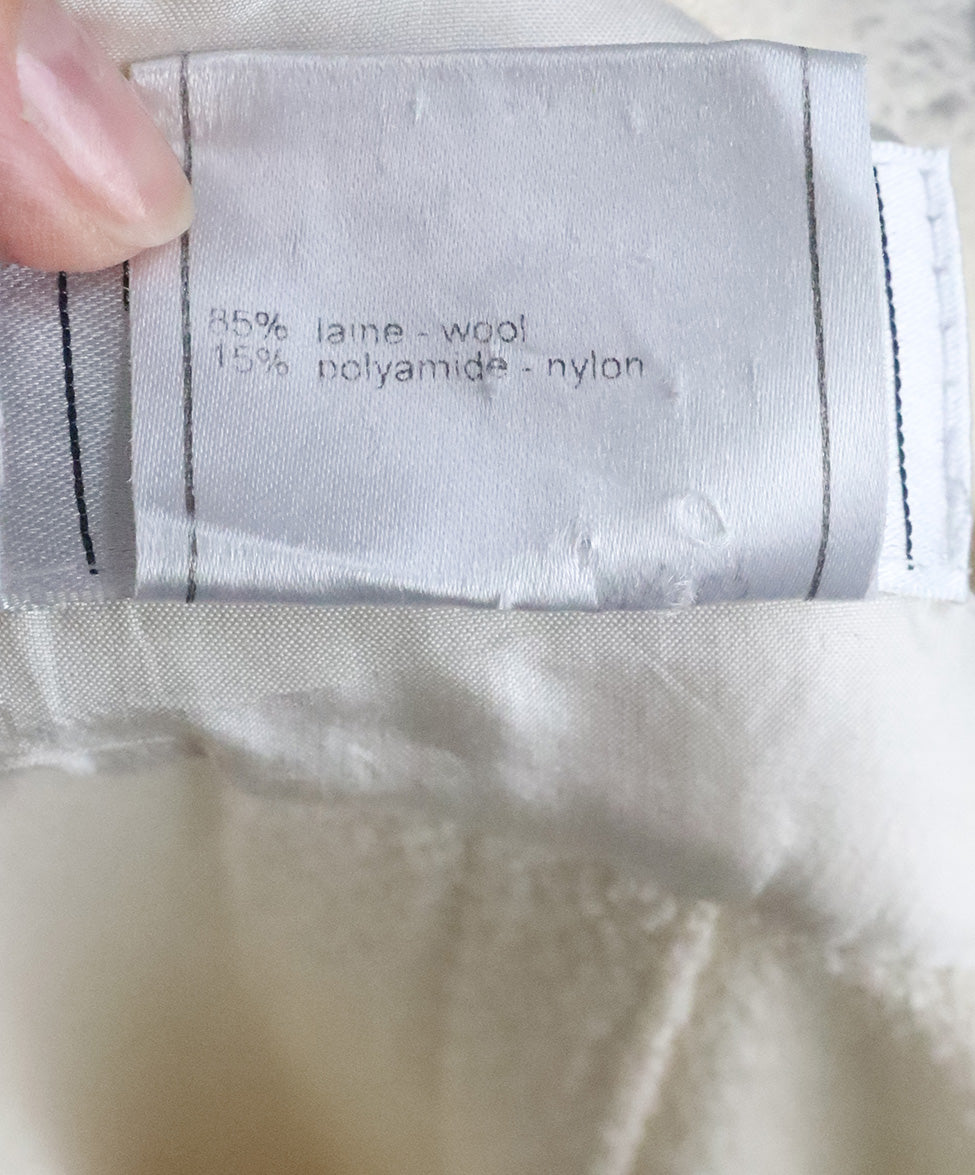 85% laine - wool
15% polyamide - nylon